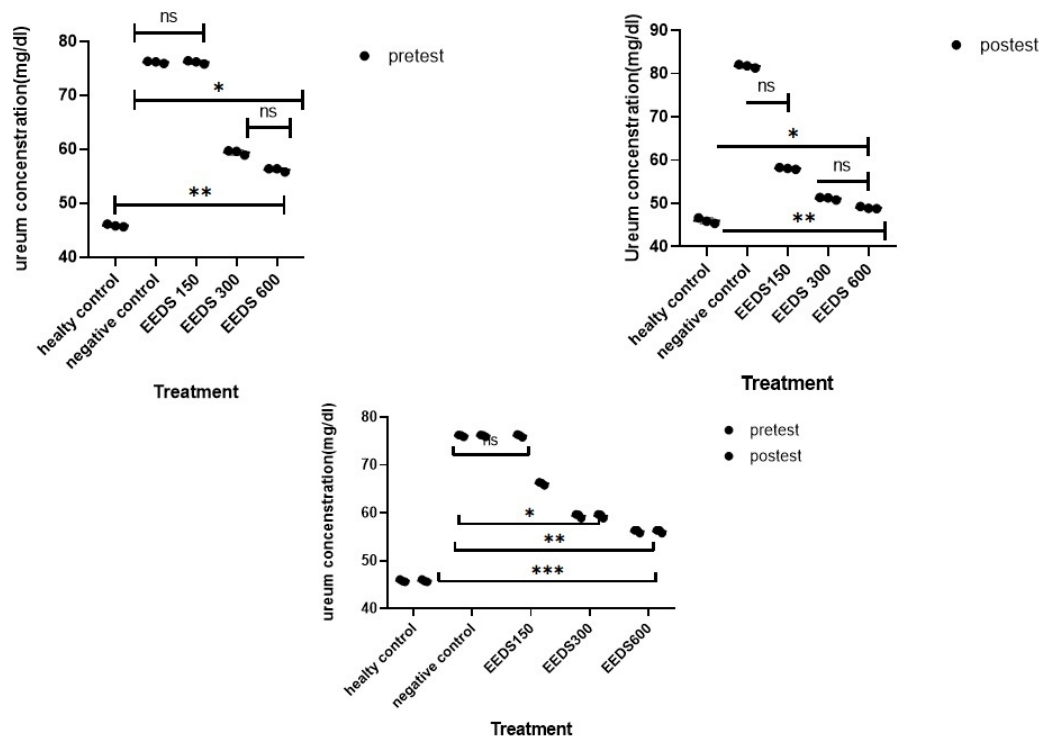 ns
80
pretest
70
*
ns
60
**
50
40
ureum concenstration(mg/dl)
healty control
negative control
EEDS 150
EEDS 300
EEDS 600
Treatment
90
postest
80
ns
70
*
60
ns
50
**
40
Ureum concenstration(mg/dl)
healthy control
negative control
EEDS150
EEDS 300
EEDS 600
Treatment
80
pretest
postest
ns
70
60
*
**
50
***
40
ureum concenstration(mg/dl)
healty control
negative control
EEDS150
EEDS300
EEDS600
Treatment